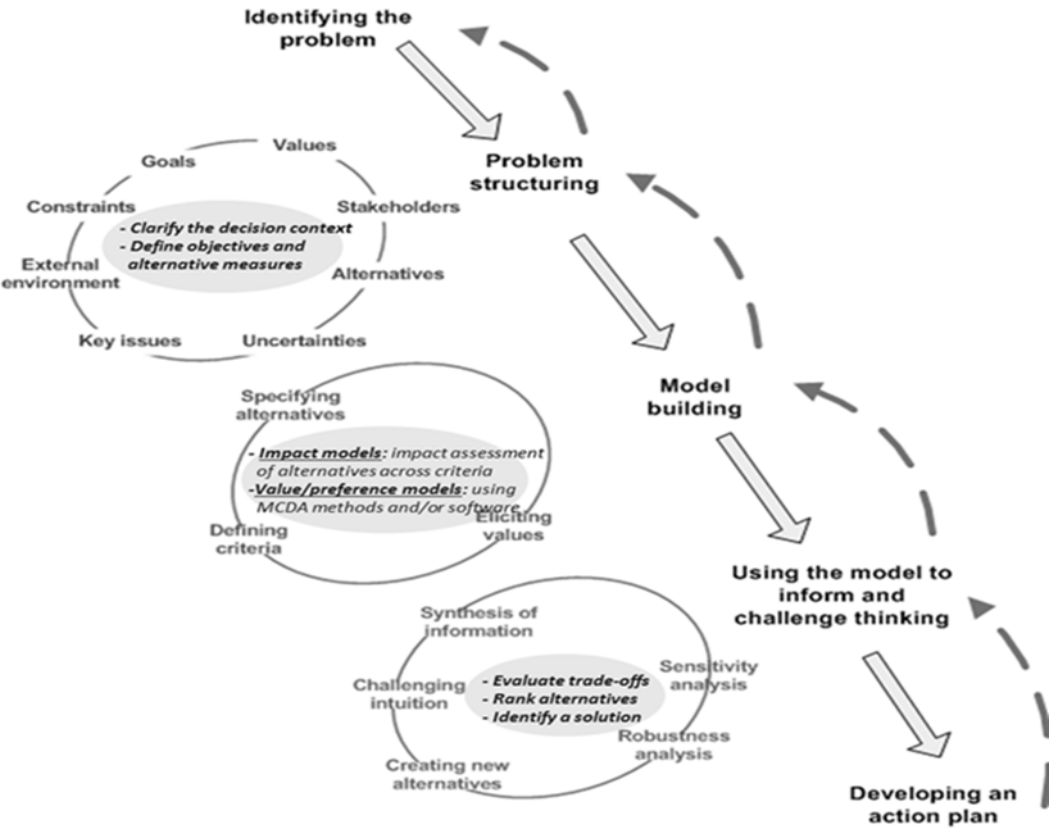 Identifying the
problem
Problem
structuring
Values
Goals
Constraints
Stakeholders
- Clarify the decision context
- Define objectives and
alternative measures
External
environment
Alternatives
Key issues
Uncertainties
Model
building
Specifying
alternatives
- Impact models: impact assessment
of alternatives across criteria
-Value/preference models: using
MCDA methods and/or software
Eliciting
values
Defining
criteria
Using the model to
inform and
challenge thinking
Synthesis of
information
Challenging
intuition
- Evaluate trade-offs
- Rank alternatives
- Identify a solution
Sensitivity
analysis
Robustness
analysis
Creating new
alternatives
Developing an
action plan